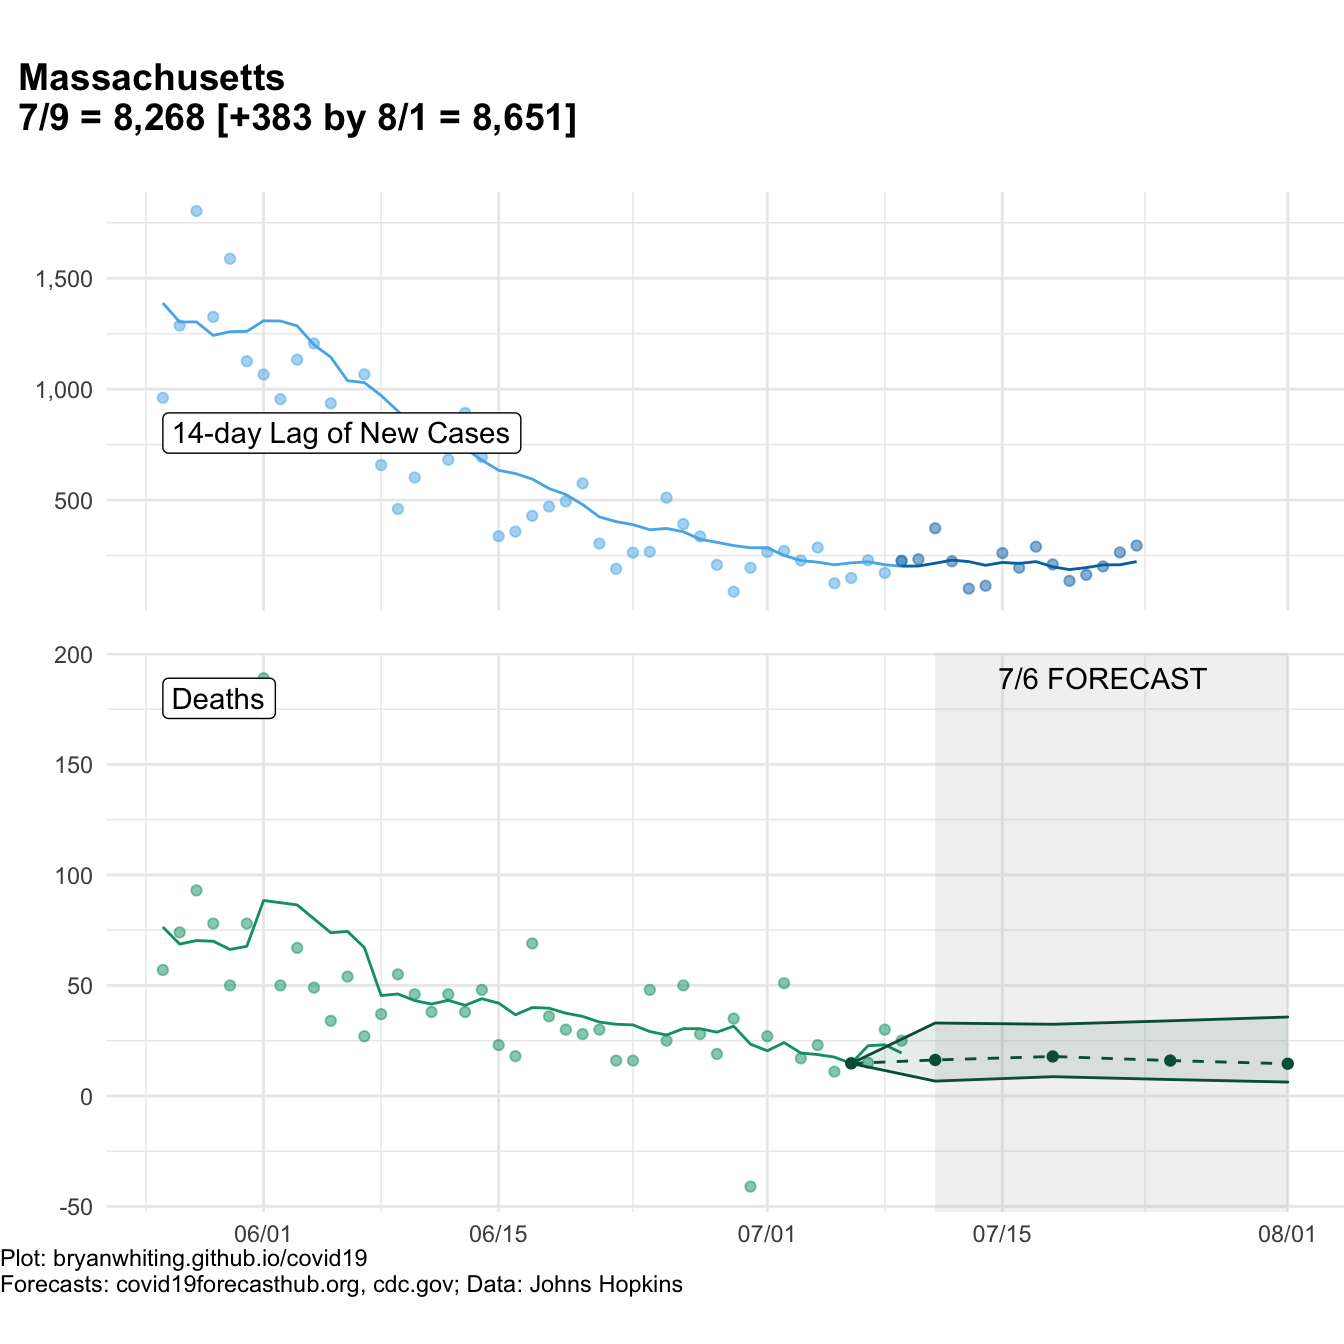 Massachusetts
7/9 = 8,268 [+383 by 8/1 = 8,651]
1,500
1,000
500
14-day Lag of New Cases
200
150
100
50
0
-50
Deaths
7/6 FORECAST
06/01 06/15 07/01 07/15 08/01
Plot: bryanwhiting.github.io/covid19
Forecasts: covid19forecasthub.org, cdc.gov; Data: Johns Hopkins